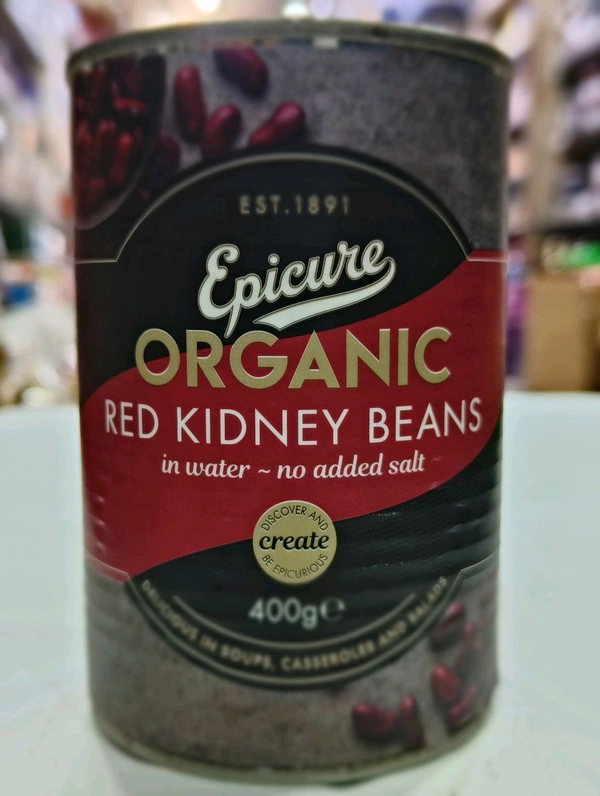 EST.1891
Epicure
ORGANIC
RED KIDNEY BEANS
in water ~ no added salt
DISCOVER AND
create
BE EPICURIOUS
400g℮
DELICIOUS IN SOUPS, CASSEROLES AND SALADS